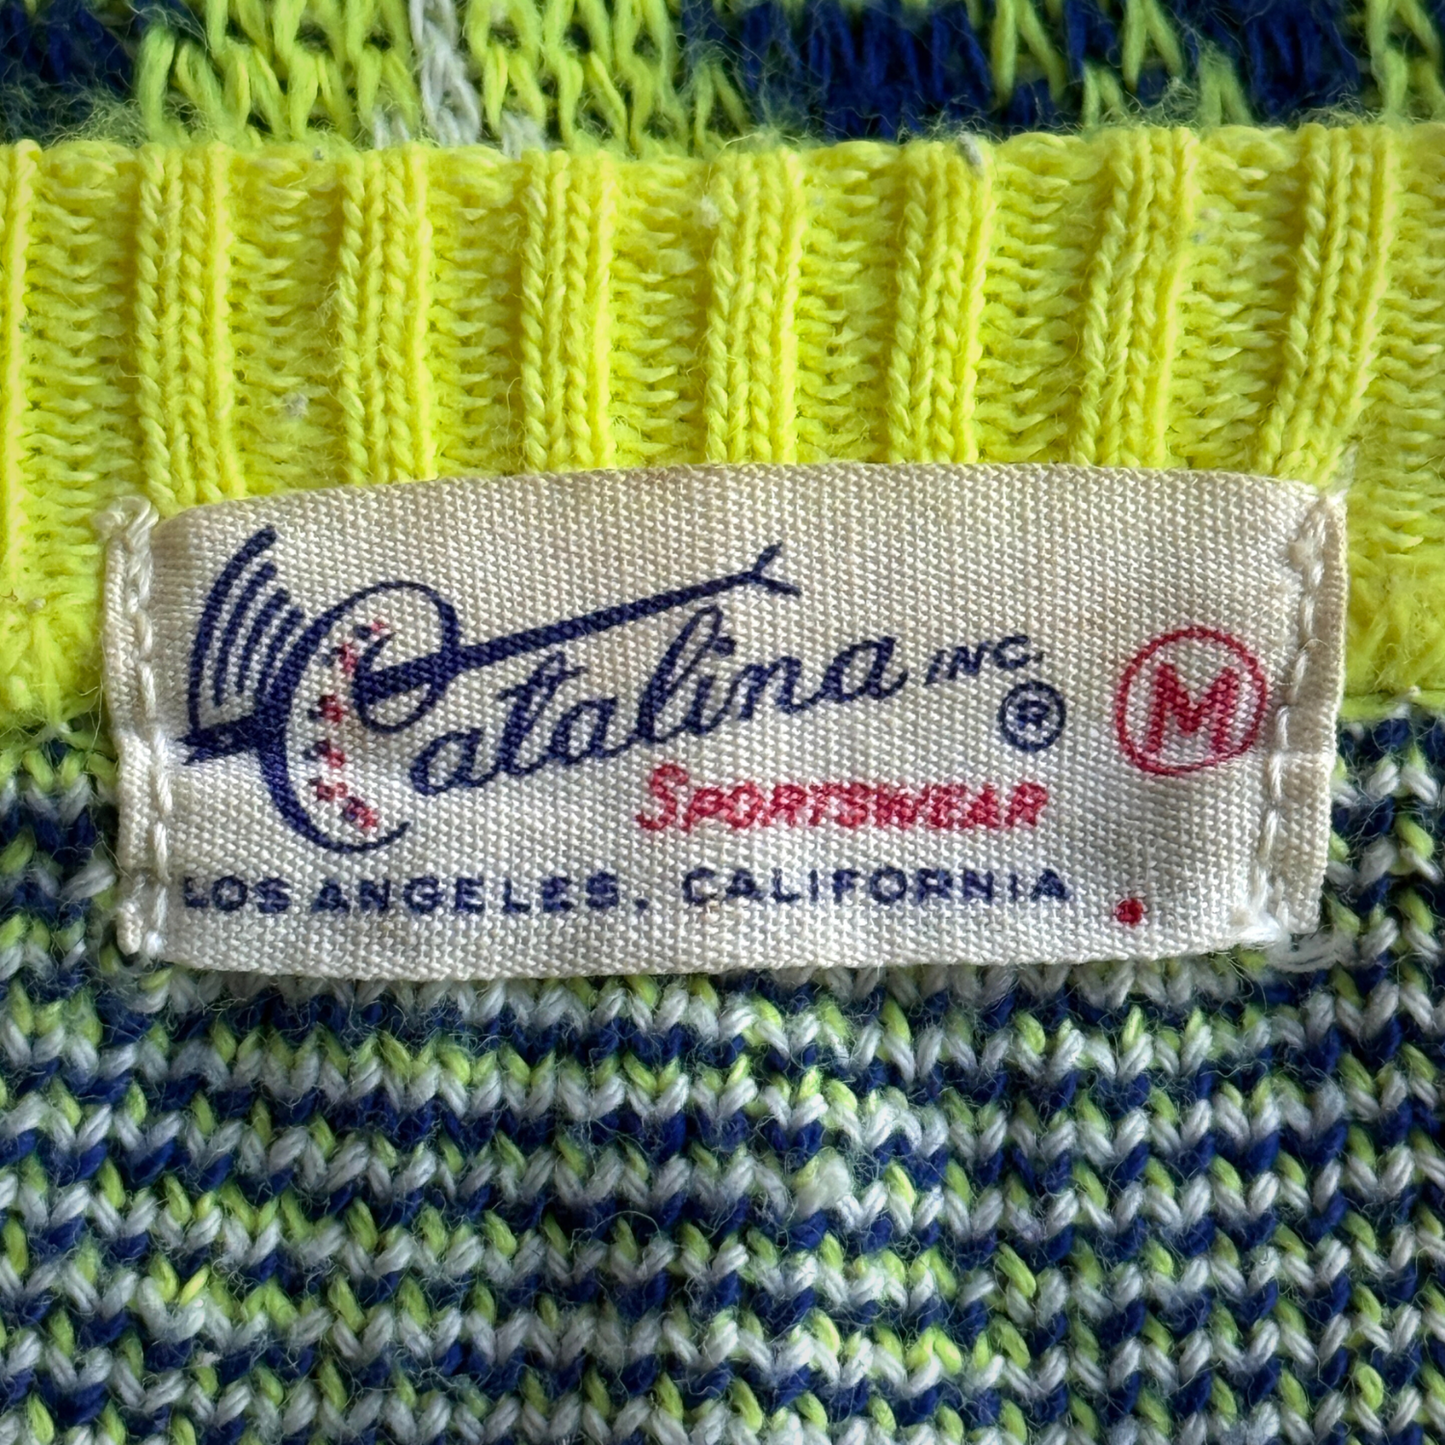 Catalina INC.
®
M
SPORTSWEAR
LOS ANGELES, CALIFORNIA